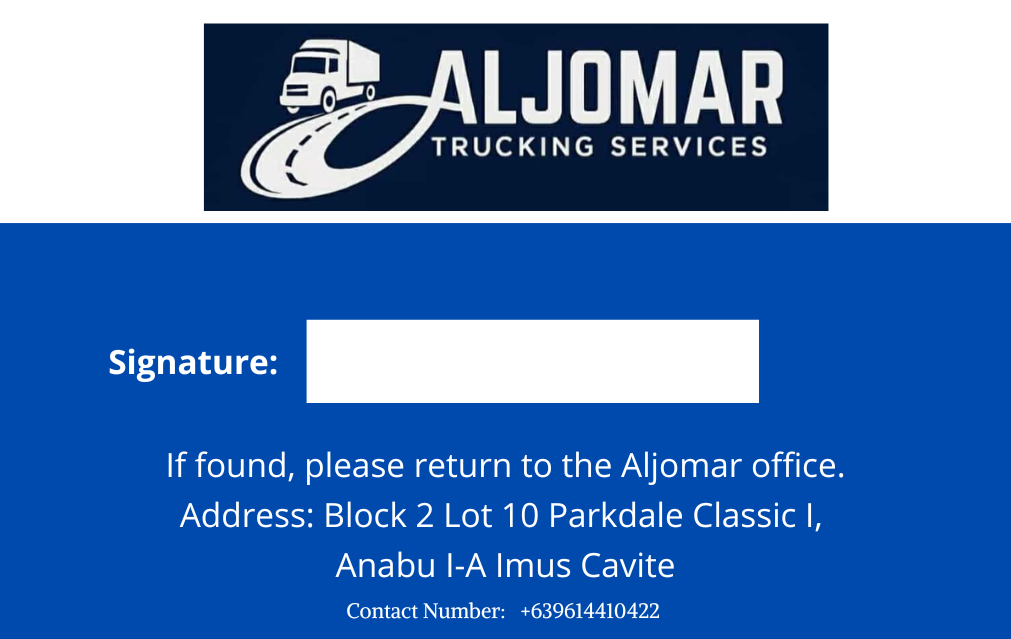 ALJOMAR
TRUCKING SERVICES
Signature:
If found, please return to the Aljomar office.
Address: Block 2 Lot 10 Parkdale Classic I,
Anabu I-A Imus Cavite
Contact Number: +639614410422